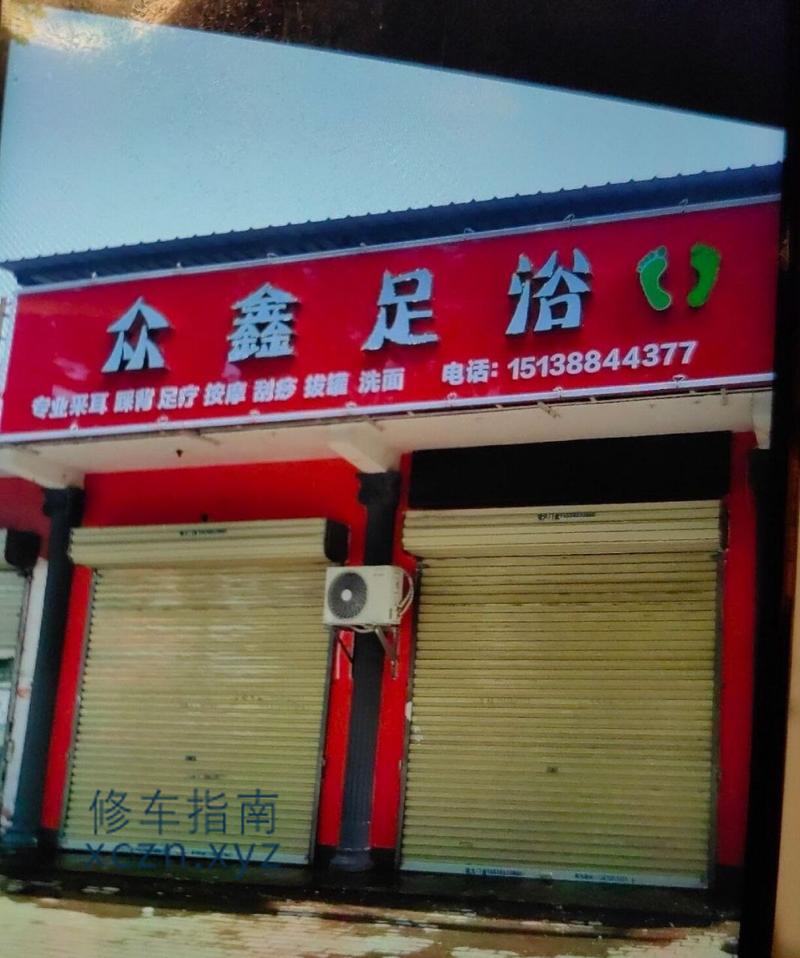 众鑫足浴
专业采耳 踩背 足疗 按摩 刮痧 拔罐 洗面 电话：15138844377
修车指南
xczn.xyz